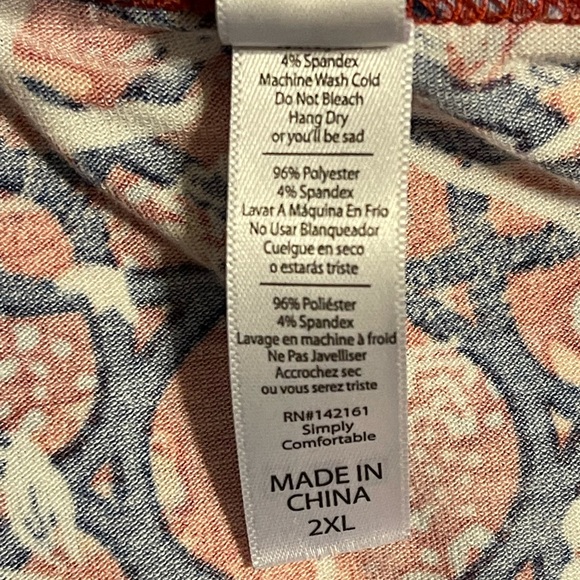 4% Spandex
Machine Wash Cold
Do Not Bleach
Hang Dry
or you'll be sad
96% Polyester
4% Spandex
Lavar A Máquina En Frío
No Usar Blanqueador
Cuelgue en seco
o estarás triste
96% Poliéster
4% Spandex
Lavage en machine à froid
Ne Pas Javelliser
Accrochez sec
ou vous serez triste
RN#142161
Simply
Comfortable
MADE IN
CHINA
2XL